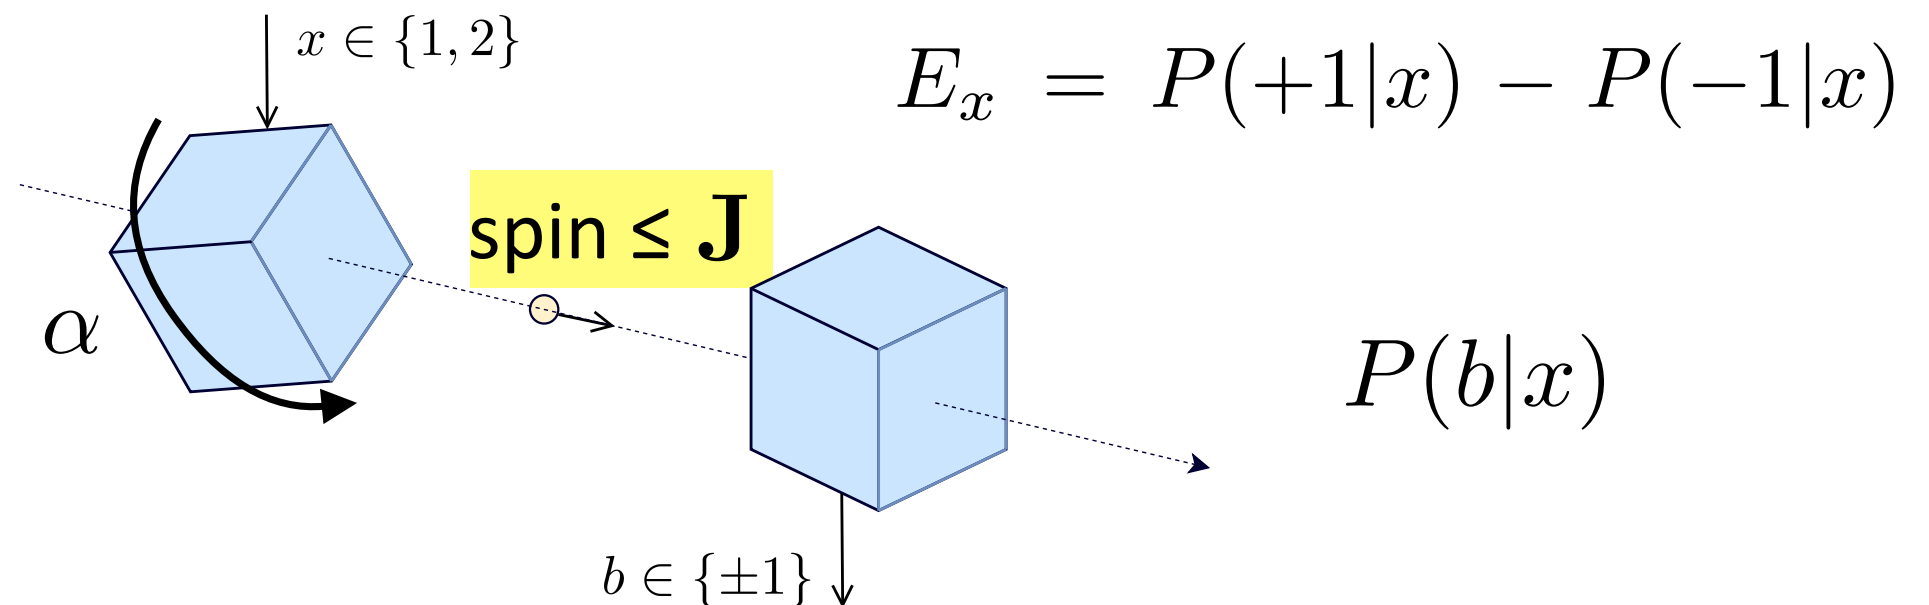 x ∈ {1, 2}
E_x = P(+1|x) − P(−1|x)
spin ≤ J
α
P(b|x)
b ∈ {±1}